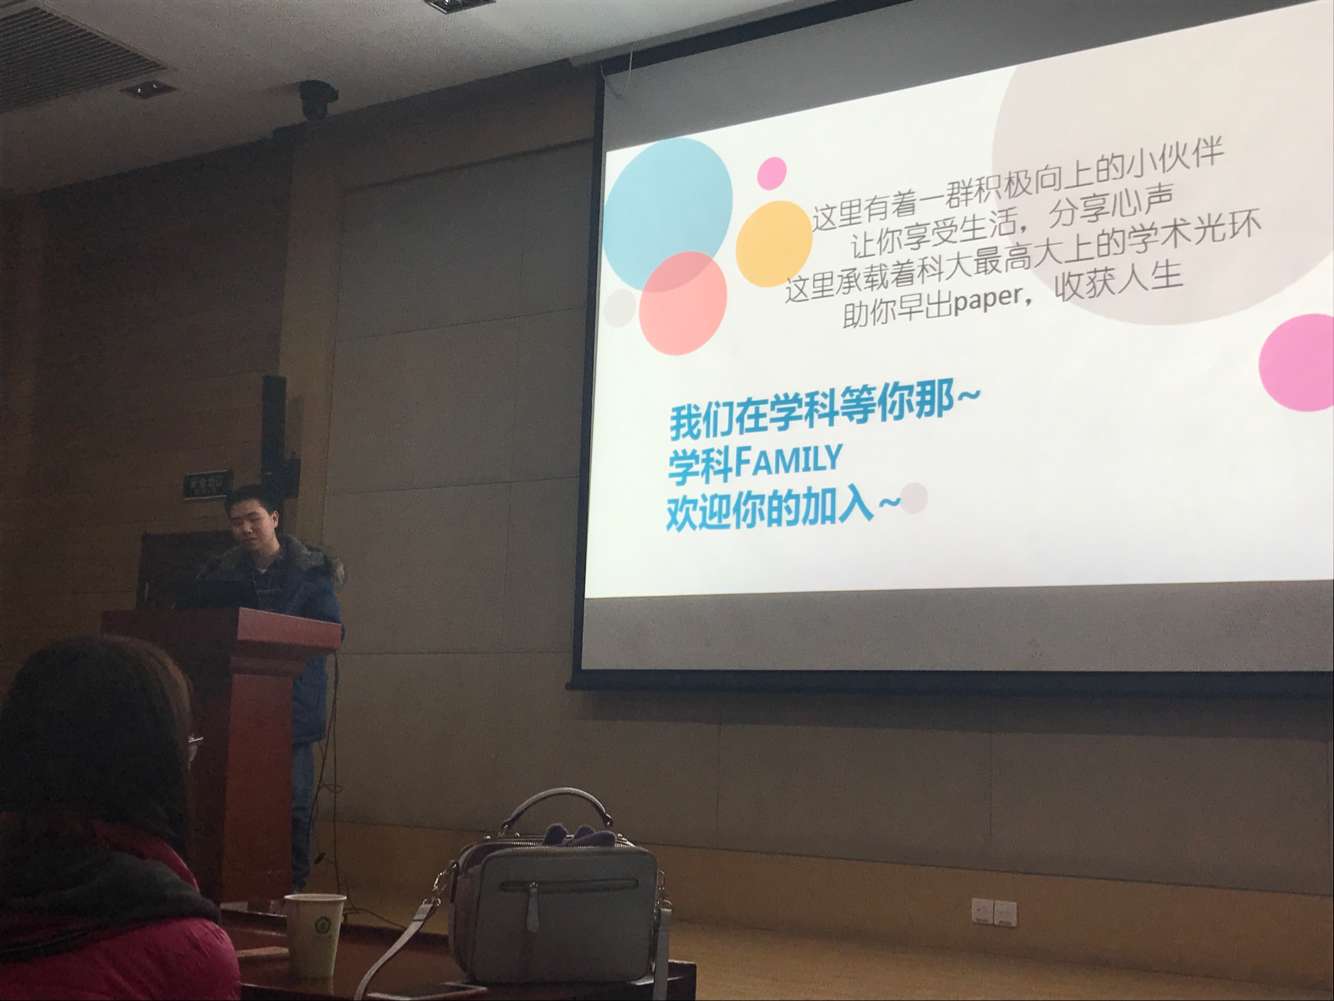 这里有着一群积极向上的小伙伴
让你享受生活，分享心声
这里承载着科大最高大上的学术光环
助你早出paper，收获人生
我们在学科等你那~
学科FAMILY
欢迎你的加入~